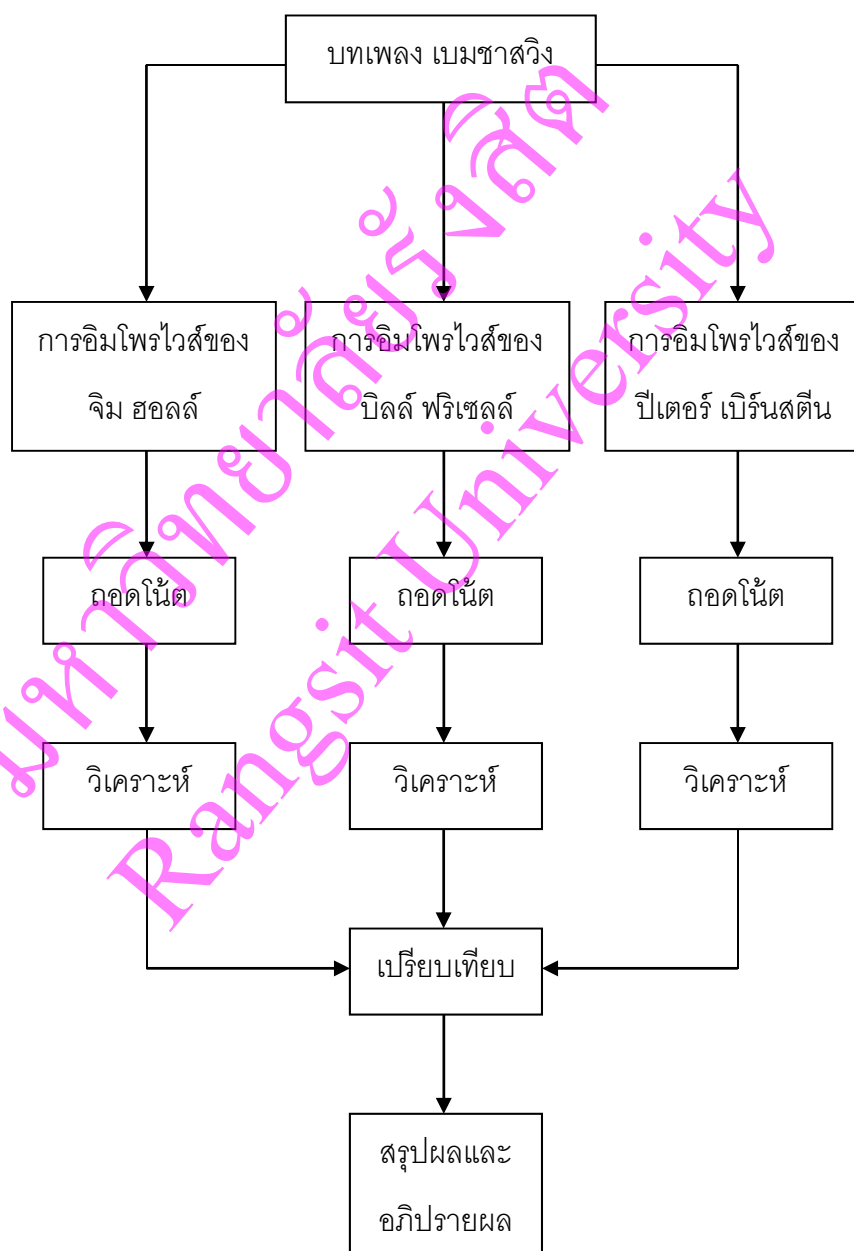 บทเพลง เบมชาสวิง
การอิมโพรไวส์ของ
จิม ฮอลล์
การอิมโพรไวส์ของ
บิลล์ ฟริเซลล์
การอิมโพรไวส์ของ
ปีเตอร์ เบิร์นสตีน
ถอดโน้ต
ถอดโน้ต
ถอดโน้ต
วิเคราะห์
วิเคราะห์
วิเคราะห์
เปรียบเทียบ
สรุปผลและ
อภิปรายผล
มหาวิทยาลัยรังสิต
Rangsit University